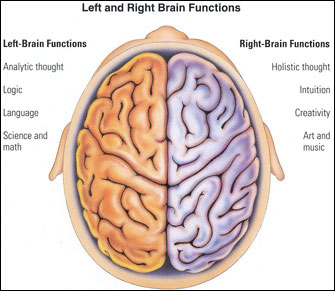 Left and Right Brain Functions
Left-Brain Functions
Analytic thought
Logic
Language
Science and
math
Right-Brain Functions
Holistic thought
Intuition
Creativity
Art and
music